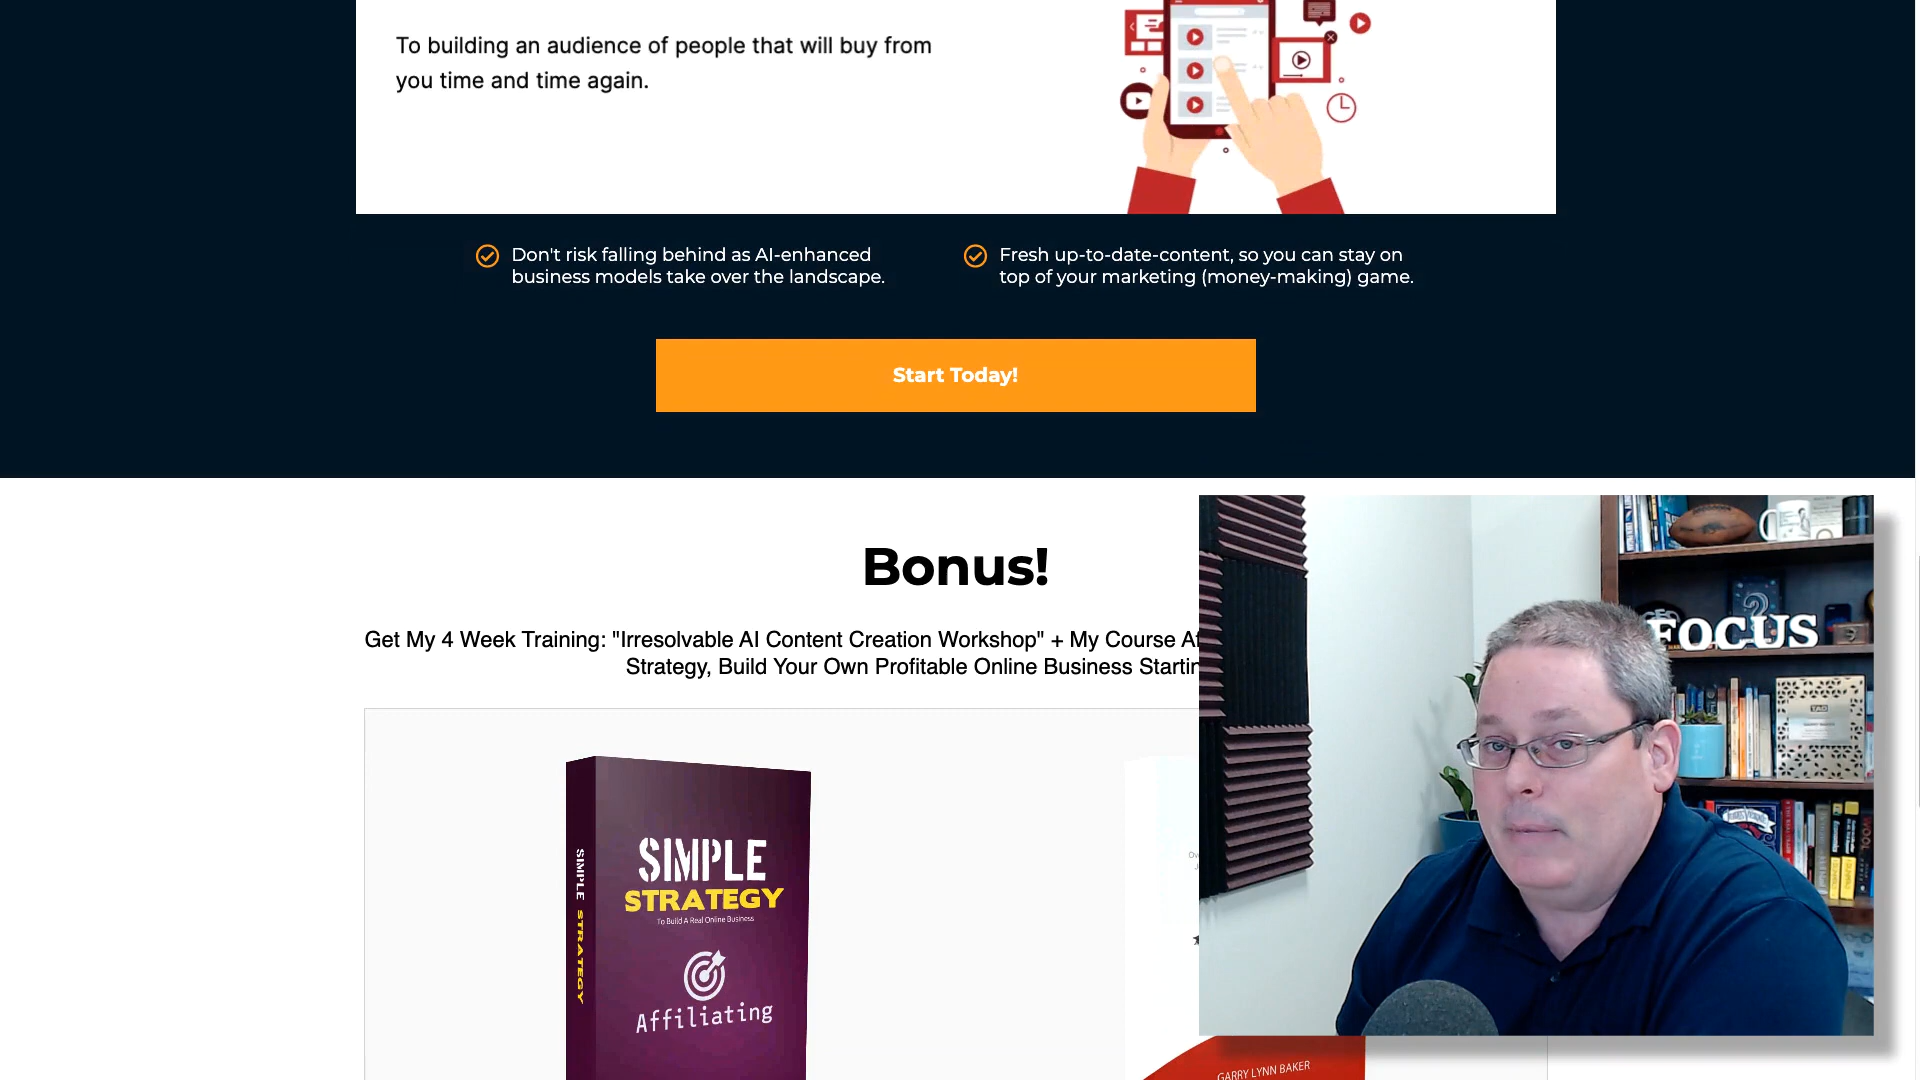 To building an audience of people that will buy from
you time and time again.
Don't risk falling behind as AI-enhanced
business models take over the landscape.
Fresh up-to-date-content, so you can stay on
top of your marketing (money-making) game.
Start Today!
Bonus!
Get My 4 Week Training: "Irresolvable AI Content Creation Workshop" + My Course
Strategy, Build Your Own Profitable Online Business
SIMPLE STRATEGY
SIMPLE
STRATEGY
To Build A Real Online Business
Affiliating
GARRY LYNN BAKER
FOCUS